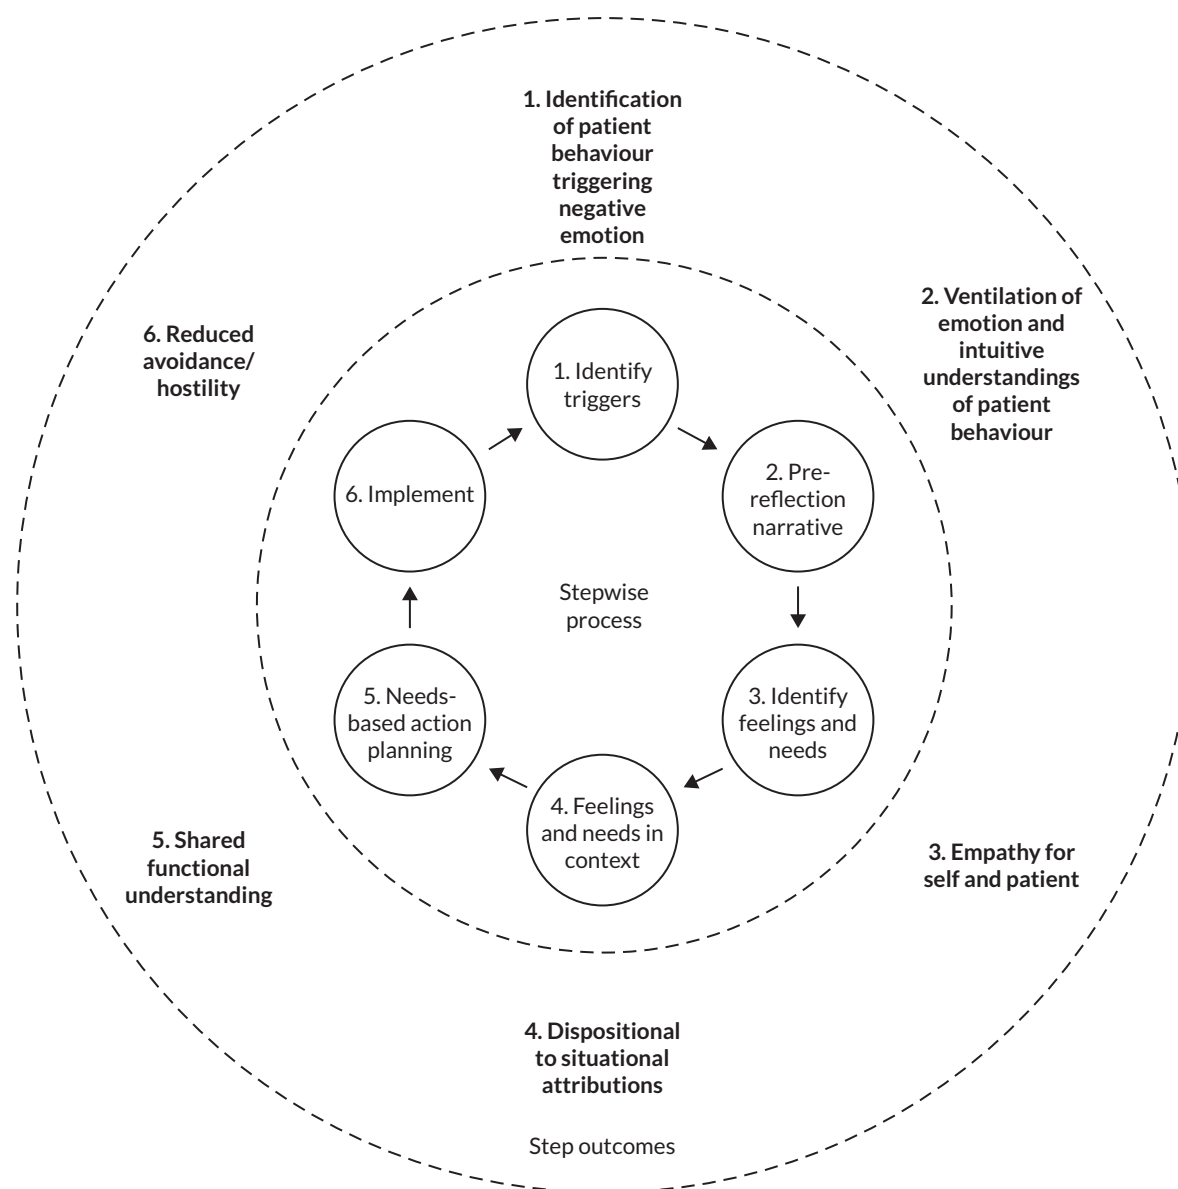 1. Identification
of patient
behaviour
triggering
negative
emotion
2. Ventilation of
emotion and
intuitive
understandings
of patient
behaviour
6. Reduced
avoidance/
hostility
1. Identify
triggers
2. Pre-
reflection
narrative
6. Implement
Stepwise
process
3. Identify
feelings and
needs
5. Needs-
based action
planning
4. Feelings
and needs in
context
5. Shared
functional
understanding
3. Empathy for
self and patient
4. Dispositional
to situational
attributions
Step outcomes